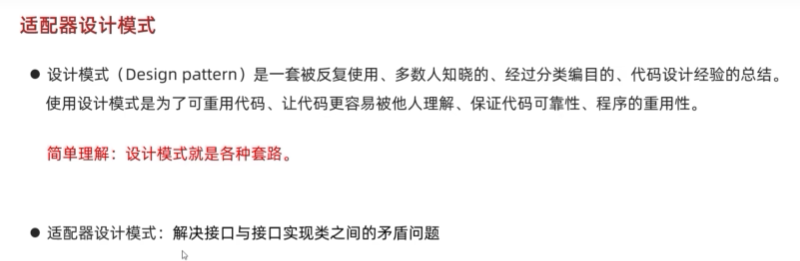 适配器设计模式
● 设计模式（Design pattern）是一套被反复使用、多数人知晓的、经过分类编目的、代码设计经验的总结。
使用设计模式是为了可重用代码、让代码更容易被他人理解、保证代码可靠性、程序的重用性。
简单理解：设计模式就是各种套路。
● 适配器设计模式：解决接口与接口实现类之间的矛盾问题